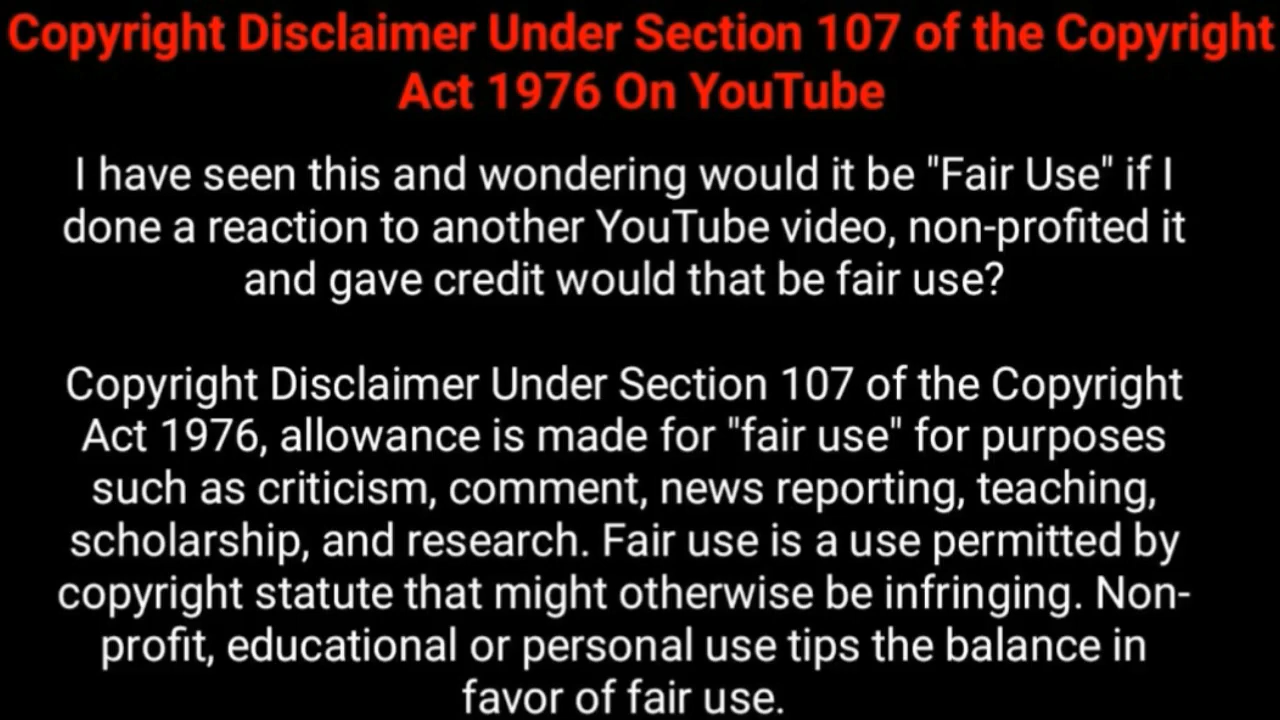 Copyright Disclaimer Under Section 107 of the Copyright
Act 1976 On YouTube
I have seen this and wondering would it be "Fair Use" if I
done a reaction to another YouTube video, non-profited it
and gave credit would that be fair use?
Copyright Disclaimer Under Section 107 of the Copyright
Act 1976, allowance is made for "fair use" for purposes
such as criticism, comment, news reporting, teaching,
scholarship, and research. Fair use is a use permitted by
copyright statute that might otherwise be infringing. Non-
profit, educational or personal use tips the balance in
favor of fair use.